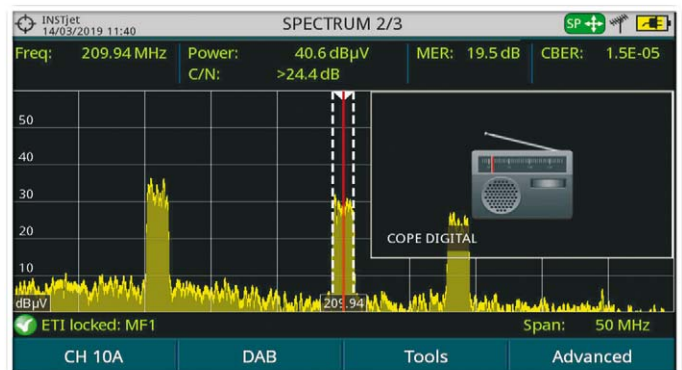 INSTjet
14/03/2019 11:40
SPECTRUM 2/3
SP
Freq: 209.94 MHz
Power: 40.6 dBµV
MER: 19.5 dB
CBER: 1.5E-05
C/N: >24.4 dB
50
40
30
20
10
dBµV
209.94
COPE DIGITAL
ETI locked: MF1
Span: 50 MHz
CH 10A
DAB
Tools
Advanced